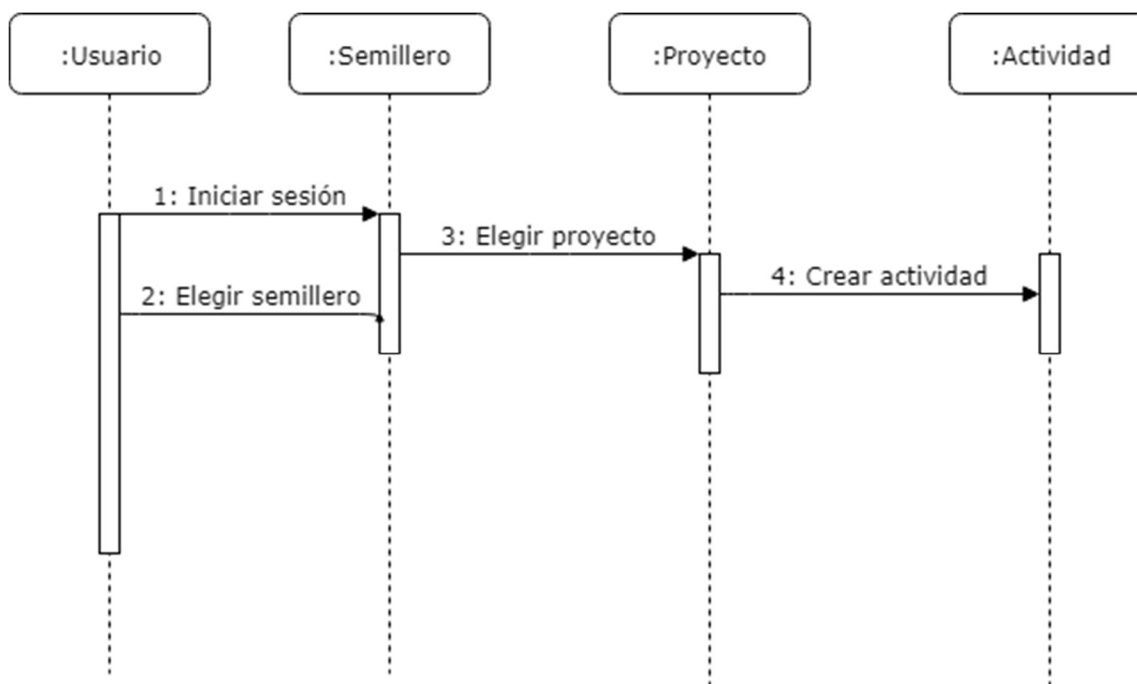 :Usuario
:Semillero
:Proyecto
:Actividad
1: Iniciar sesión
3: Elegir proyecto
4: Crear actividad
2: Elegir semillero